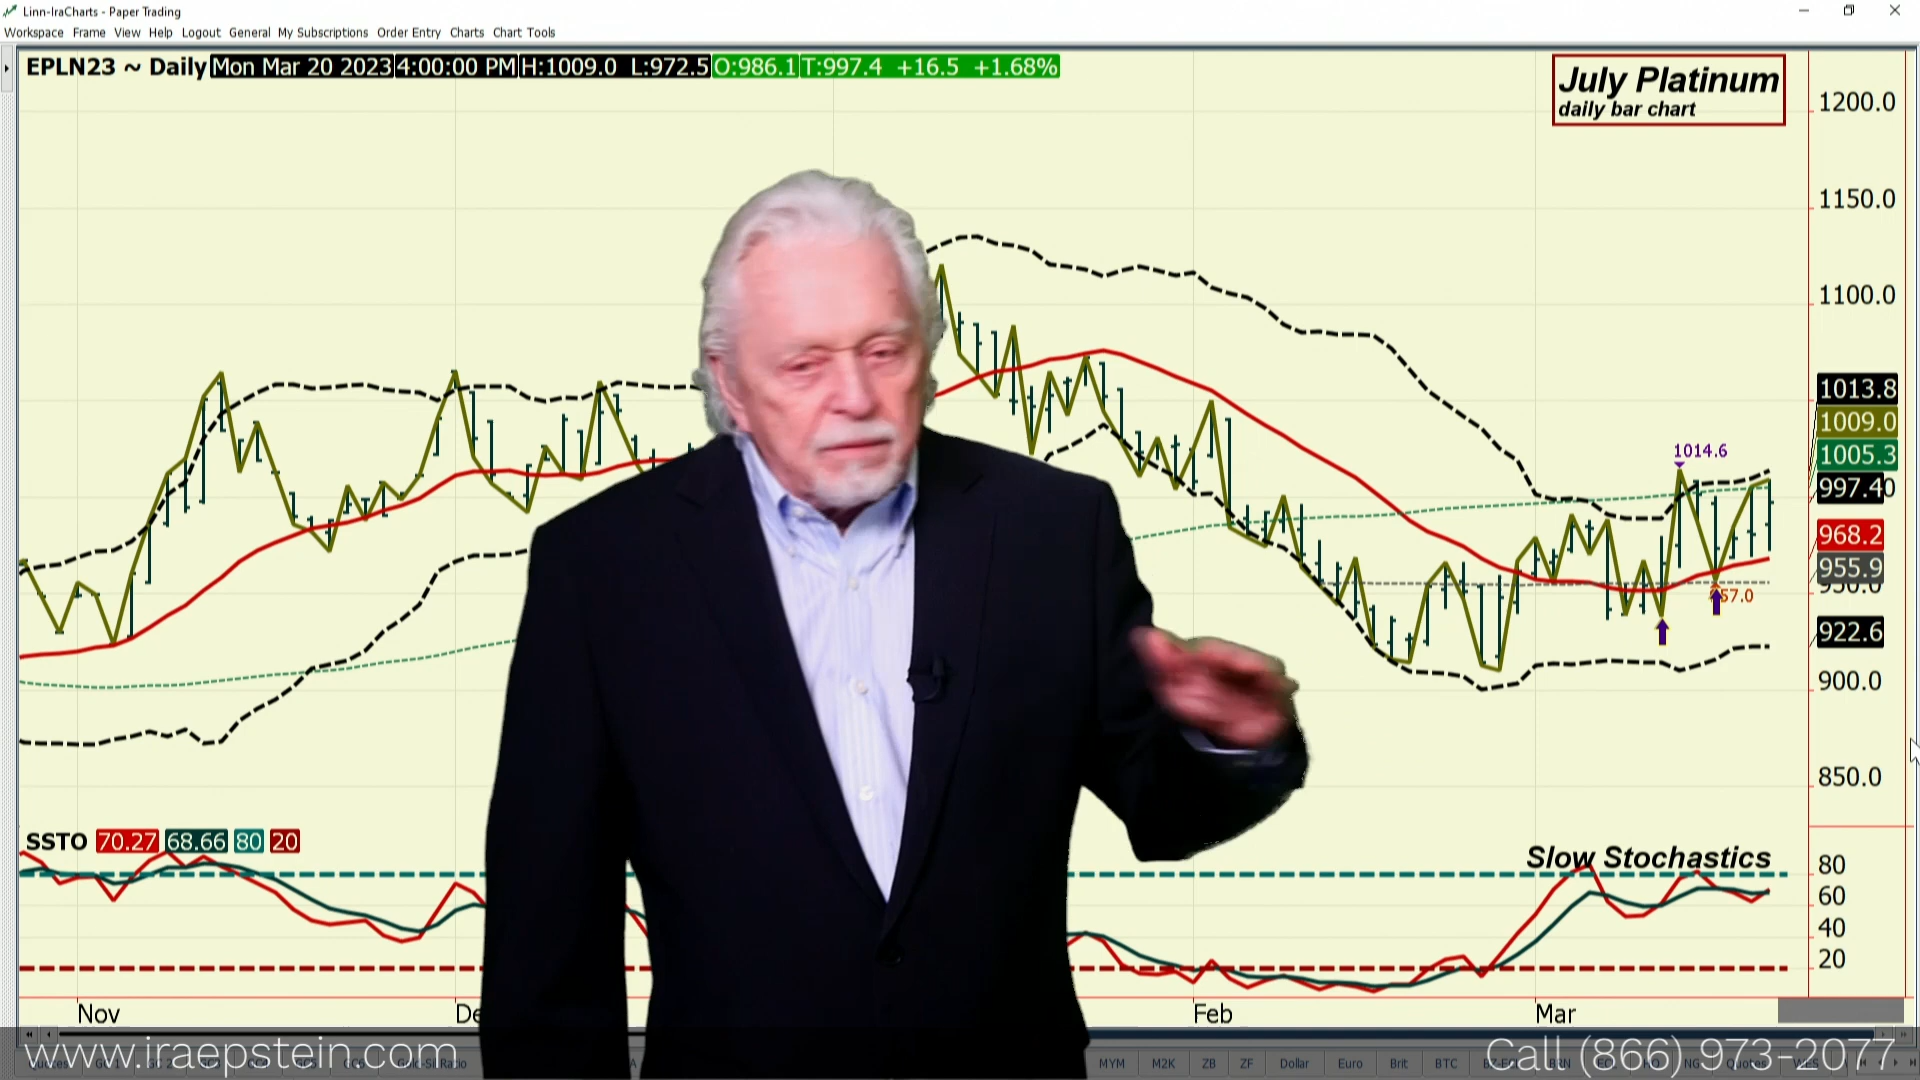 Linn-IraCharts - Paper Trading
Workspace Frame View Help Logout General My Subscriptions Order Entry Charts Chart Tools
EPLN23 ~ Daily Mon Mar 20 2023 4:00:00 PM H:1009.0 L:972.5 O:986.1 T:997.4 +16.5 +1.68%
July Platinum
daily bar chart
1200.0
1150.0
1100.0
1013.8
1009.0
1005.3
997.4
968.2
955.9
922.6
900.0
850.0
1014.6
57.0
SSTO 70.27 68.66 80 20
Slow Stochastics
80
60
40
20
Nov
Feb
Mar
www.iraepstein.com
MYM M2K ZB ZF Dollar Euro Brit BTC
Call (866) 973-2077